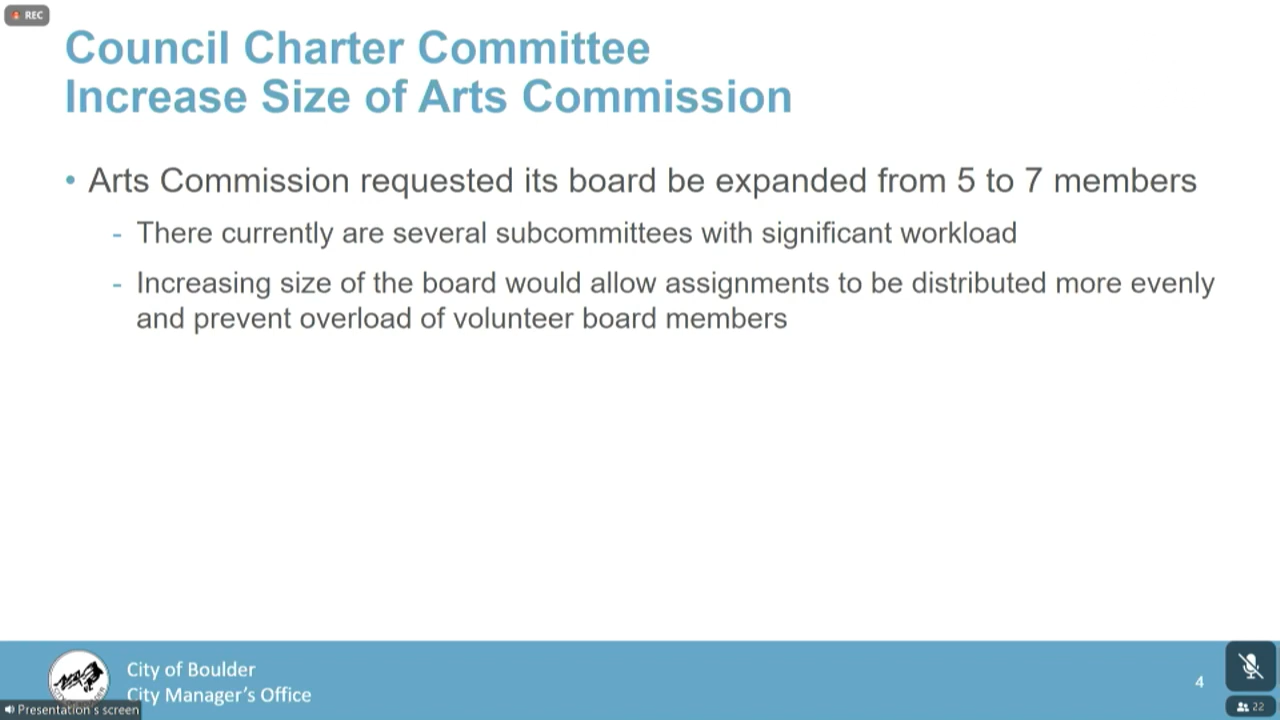 REC
Council Charter Committee
Increase Size of Arts Commission
• Arts Commission requested its board be expanded from 5 to 7 members
- There currently are several subcommittees with significant workload
- Increasing size of the board would allow assignments to be distributed more evenly
and prevent overload of volunteer board members
City of Boulder
City Manager's Office
4
Presentation's screen
22